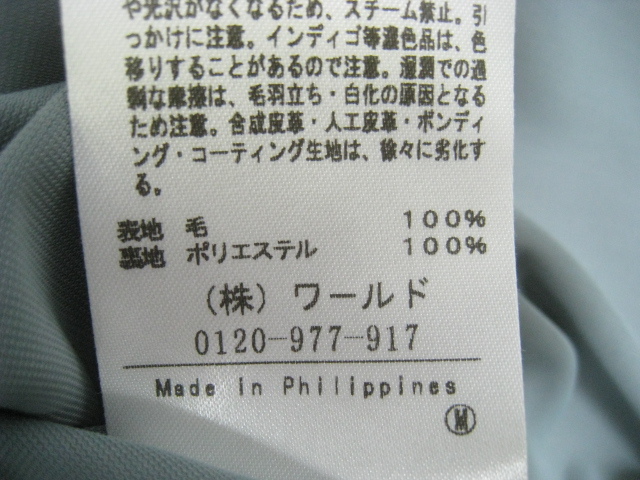 や光沢がなくなるため、スチーム禁止。引
っかけに注意。インディゴ等濃色品は、色
移りすることがあるので注意。湿潤での過
剰な摩擦は、毛羽立ち・白化の原因となる
ため注意。合成皮革・人工皮革・ボンディ
ング・コーティング生地は、徐々に劣化す
る。
表地 毛 100%
裏地 ポリエステル 100%
(株) ワールド
0120-977-917
Made in Philippines
M